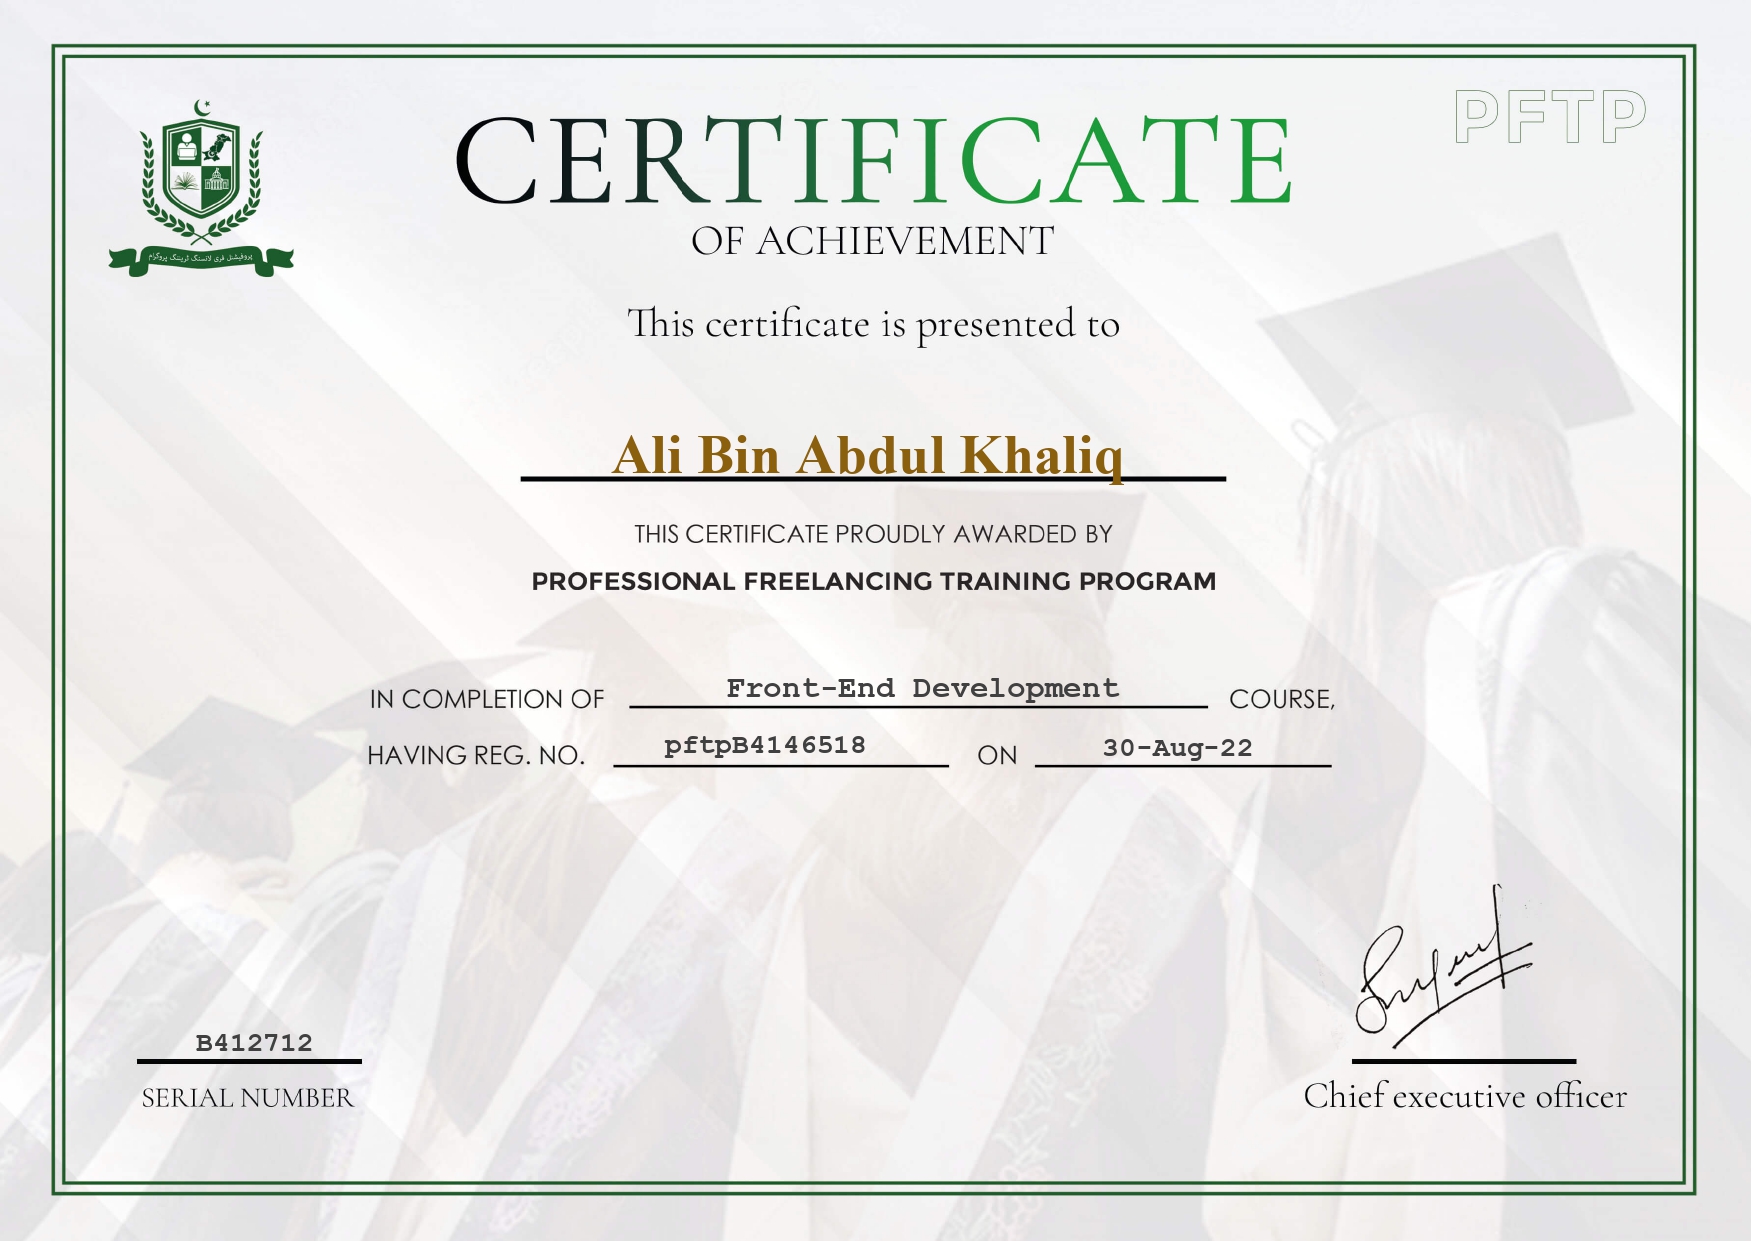 PFTP
CERTIFICATE
OF ACHIEVEMENT
پروفیشنل فری لانسنگ ٹریننگ پروگرام
This certificate is presented to
Ali Bin Abdul Khaliq
THIS CERTIFICATE PROUDLY AWARDED BY
PROFESSIONAL FREELANCING TRAINING PROGRAM
IN COMPLETION OF Front-End Development COURSE,
HAVING REG. NO. pftpB4146518 ON 30-Aug-22
B412712
SERIAL NUMBER
Chief executive officer